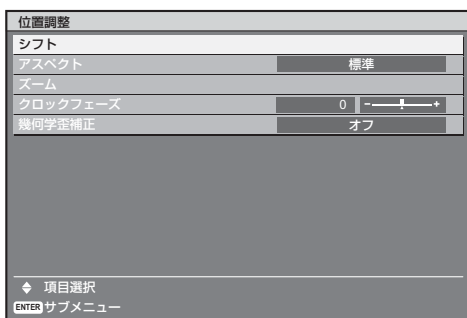 位置調整
シフト
アスペクト 標準
ズーム
クロックフェーズ 0 - +
幾何学歪補正 オフ
項目選択
ENTER サブメニュー